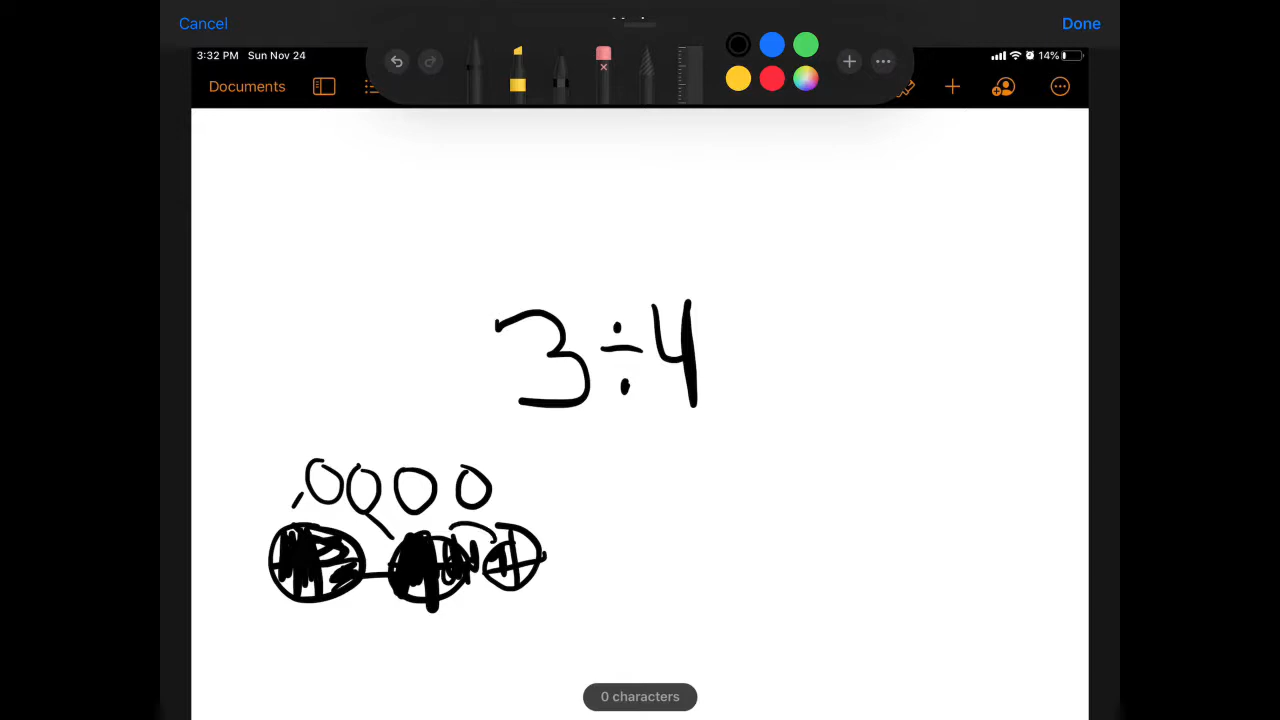 Cancel
Done
3:32 PM Sun Nov 24
14%
Documents
3÷4
0 characters